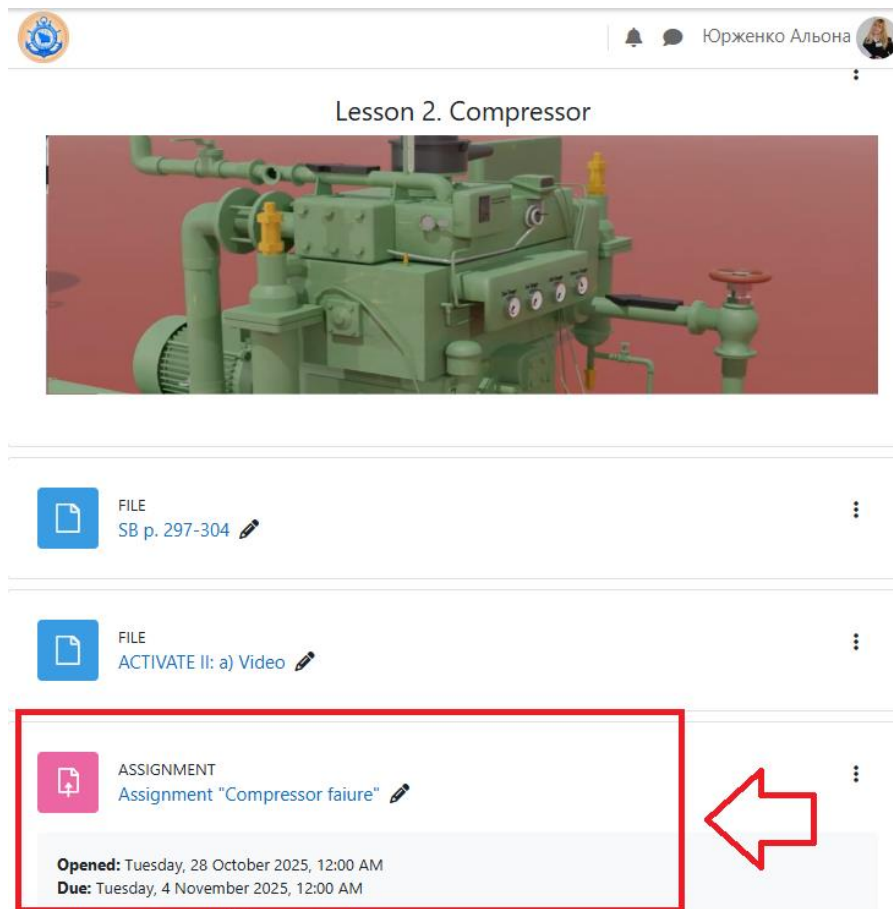 Юрженко Альона
Lesson 2. Compressor
FILE
SB p. 297-304
FILE
ACTIVATE II: a) Video
ASSIGNMENT
Assignment "Compressor faiure"
Opened: Tuesday, 28 October 2025, 12:00 AM
Due: Tuesday, 4 November 2025, 12:00 AM